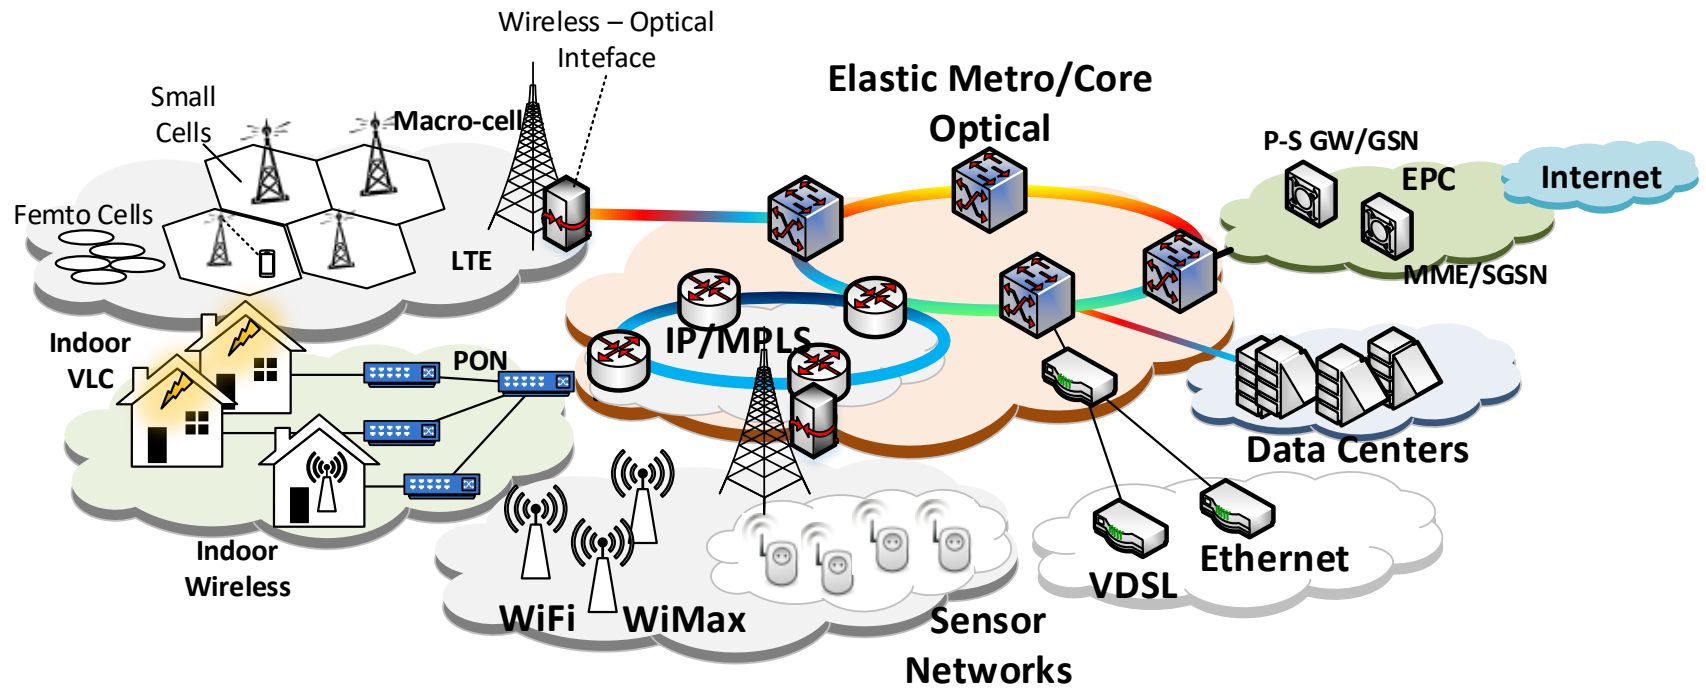 Wireless – Optical
Inteface
Small
Cells
Macro-cell
Elastic Metro/Core
Optical
P-S GW/GSN
EPC
Internet
Femto Cells
LTE
MME/SGSN
Indoor
VLC
PON
IP/MPLS
Data Centers
Indoor
Wireless
WiFi
WiMax
Sensor
Networks
VDSL
Ethernet